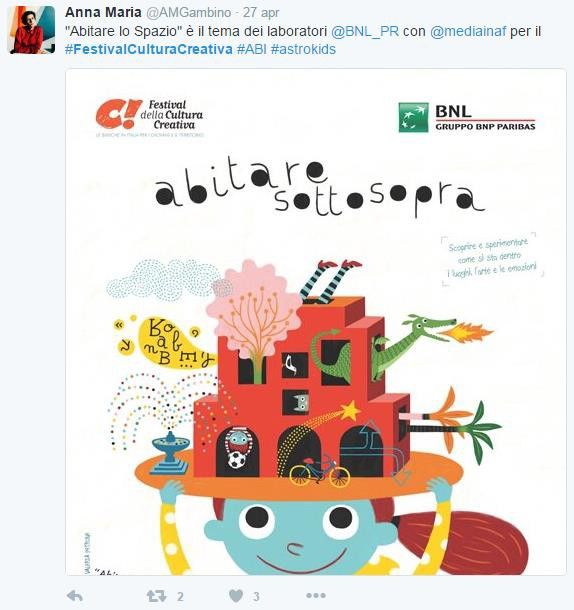 Anna Maria @AMGambino · 27 apr
"Abitare lo Spazio" è il tema dei laboratori @BNL_PR con @mediainaf per il
#FestivalCulturaCreativa #ABI #astrokids
C! Festival
della Cultura
Creativa
LE BANCHE IN ITALIA PER I GIOVANI E IL TERRITORIO
BNL
GRUPPO BNP PARIBAS
abitare
sottosopra
Scoprire e sperimentare
come si sta dentro
i luoghi, l'arte e le emozioni
2 3